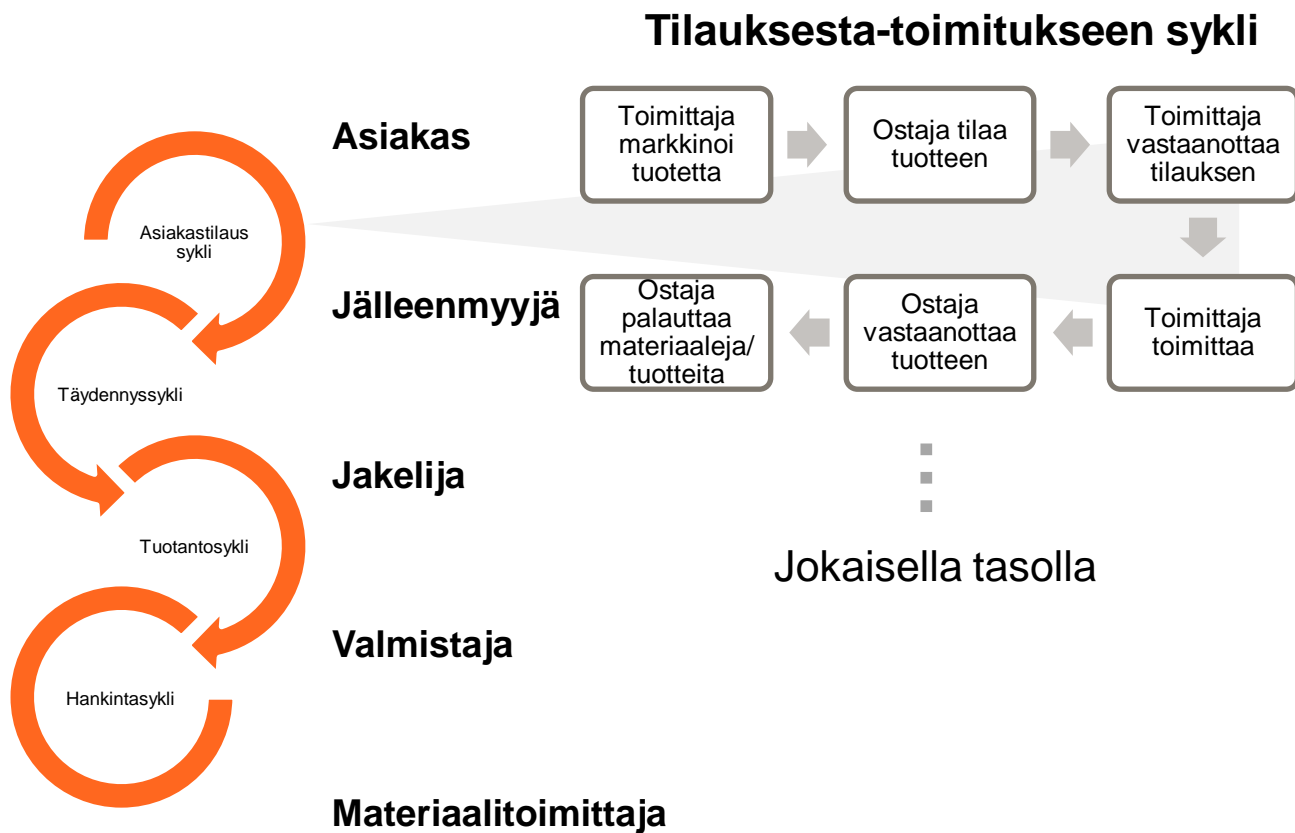 Tilauksesta-toimitukseen sykli
Asiakas
Toimittaja
markkinoi
tuotetta
Ostaja tilaa
tuotteen
Toimittaja
vastaanottaa
tilauksen
Asiakastilaus
sykli
Jälleenmyyjä
Ostaja
palauttaa
materiaaleja/
tuotteita
Ostaja
vastaanottaa
tuotteen
Toimittaja
toimittaa
Täydennyssykli
Jakelija
Tuotantosykli
Jokaisella tasolla
Valmistaja
Hankintasykli
Materiaalitoimittaja